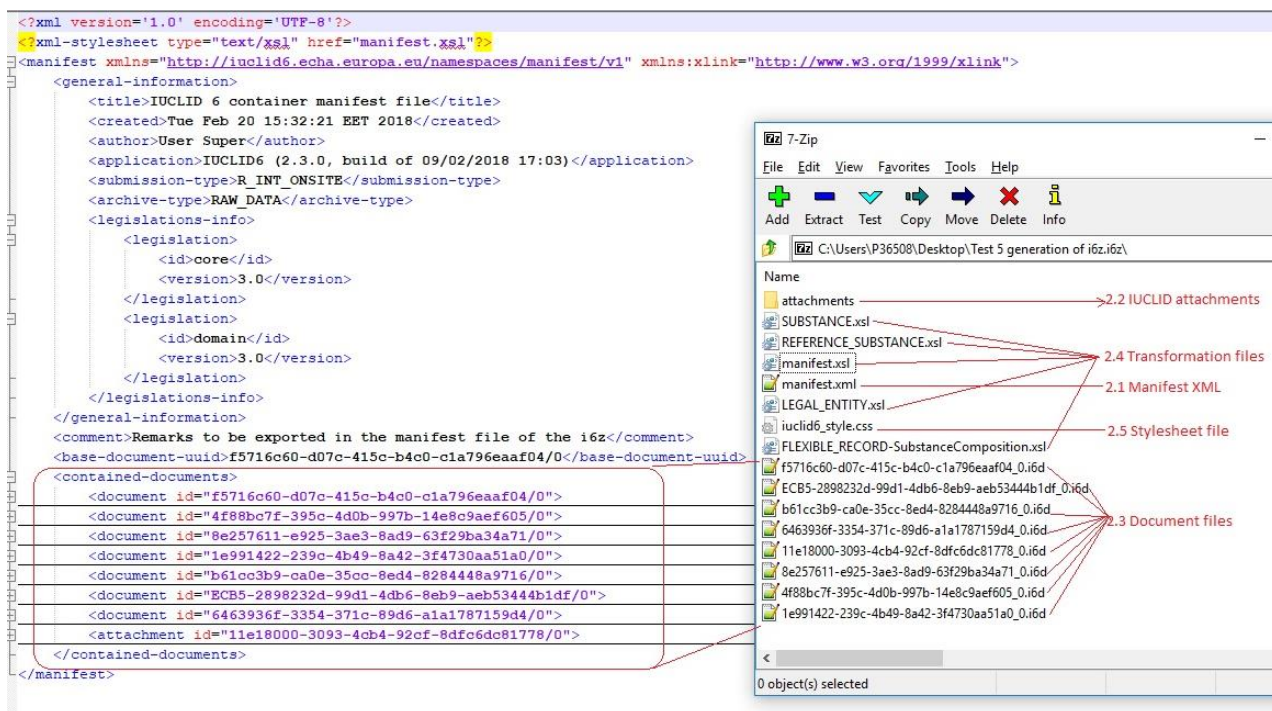 <?xml version='1.0' encoding='UTF-8'?>
<?xml-stylesheet type="text/xsl" href="manifest.xsl"?>
<manifest xmlns="http://iuclid6.echa.europa.eu/namespaces/manifest/v1" xmlns:xlink="http://www.w3.org/1999/xlink">
<general-information>
<title>IUCLID 6 container manifest file</title>
<created>Tue Feb 20 15:32:21 EET 2018</created>
<author>User Super</author>
<application>IUCLID6 (2.3.0, build of 09/02/2018 17:03)</application>
<submission-type>R_INT_ONSITE</submission-type>
<archive-type>RAW_DATA</archive-type>
<legislations-info>
<legislation>
<id>core</id>
<version>3.0</version>
</legislation>
<legislation>
<id>domain</id>
<version>3.0</version>
</legislation>
</legislations-info>
</general-information>
<comment>Remarks to be exported in the manifest file of the i6z</comment>
<base-document-uuid>f5716c60-d07c-415c-b4c0-c1a796eaaf04/0</base-document-uuid>
<contained-documents>
<document id="f5716c60-d07c-415c-b4c0-c1a796eaaf04/0">
<document id="4f88bc7f-395c-4d0b-997b-14e8c9aef605/0">
<document id="8e257611-e925-3ae3-8ad9-63f29ba34a71/0">
<document id="1e991422-239c-4b49-8a42-3f4730aa51a0/0">
<document id="b61cc3b9-ca0e-35cc-8ed4-8284448a9716/0">
<document id="ECB5-2898232d-99d1-4db6-8eb9-aeb53444b1df/0">
<document id="6463936f-3354-371c-89d6-a1a1787159d4/0">
<attachment id="11e18000-3093-4cb4-92cf-8dfc6dc81778/0">
</contained-documents>
</manifest>
7z 7-Zip
File Edit View Favorites Tools Help
Add Extract Test Copy Move Delete Info
7z C:\Users\P36508\Desktop\Test 5 generation of i6z.i6z\
Name
attachments 2.2 IUCLID attachments
SUBSTANCE.xsl
REFERENCE_SUBSTANCE.xsl
manifest.xsl 2.4 Transformation files
manifest.xml 2.1 Manifest XML
LEGAL_ENTITY.xsl
iuclid6_style.css 2.5 Stylesheet file
FLEXIBLE_RECORD-SubstanceComposition.xsl
f5716c60-d07c-415c-b4c0-c1a796eaaf04_0.i6d
ECB5-2898232d-99d1-4db6-8eb9-aeb53444b1df_0.i6d
b61cc3b9-ca0e-35cc-8ed4-8284448a9716_0.i6d
6463936f-3354-371c-89d6-a1a1787159d4_0.i6d 2.3 Document files
11e18000-3093-4cb4-92cf-8dfc6dc81778_0.i6d
8e257611-e925-3ae3-8ad9-63f29ba34a71_0.i6d
4f88bc7f-395c-4d0b-997b-14e8c9aef605_0.i6d
1e991422-239c-4b49-8a42-3f4730aa51a0_0.i6d
0 object(s) selected